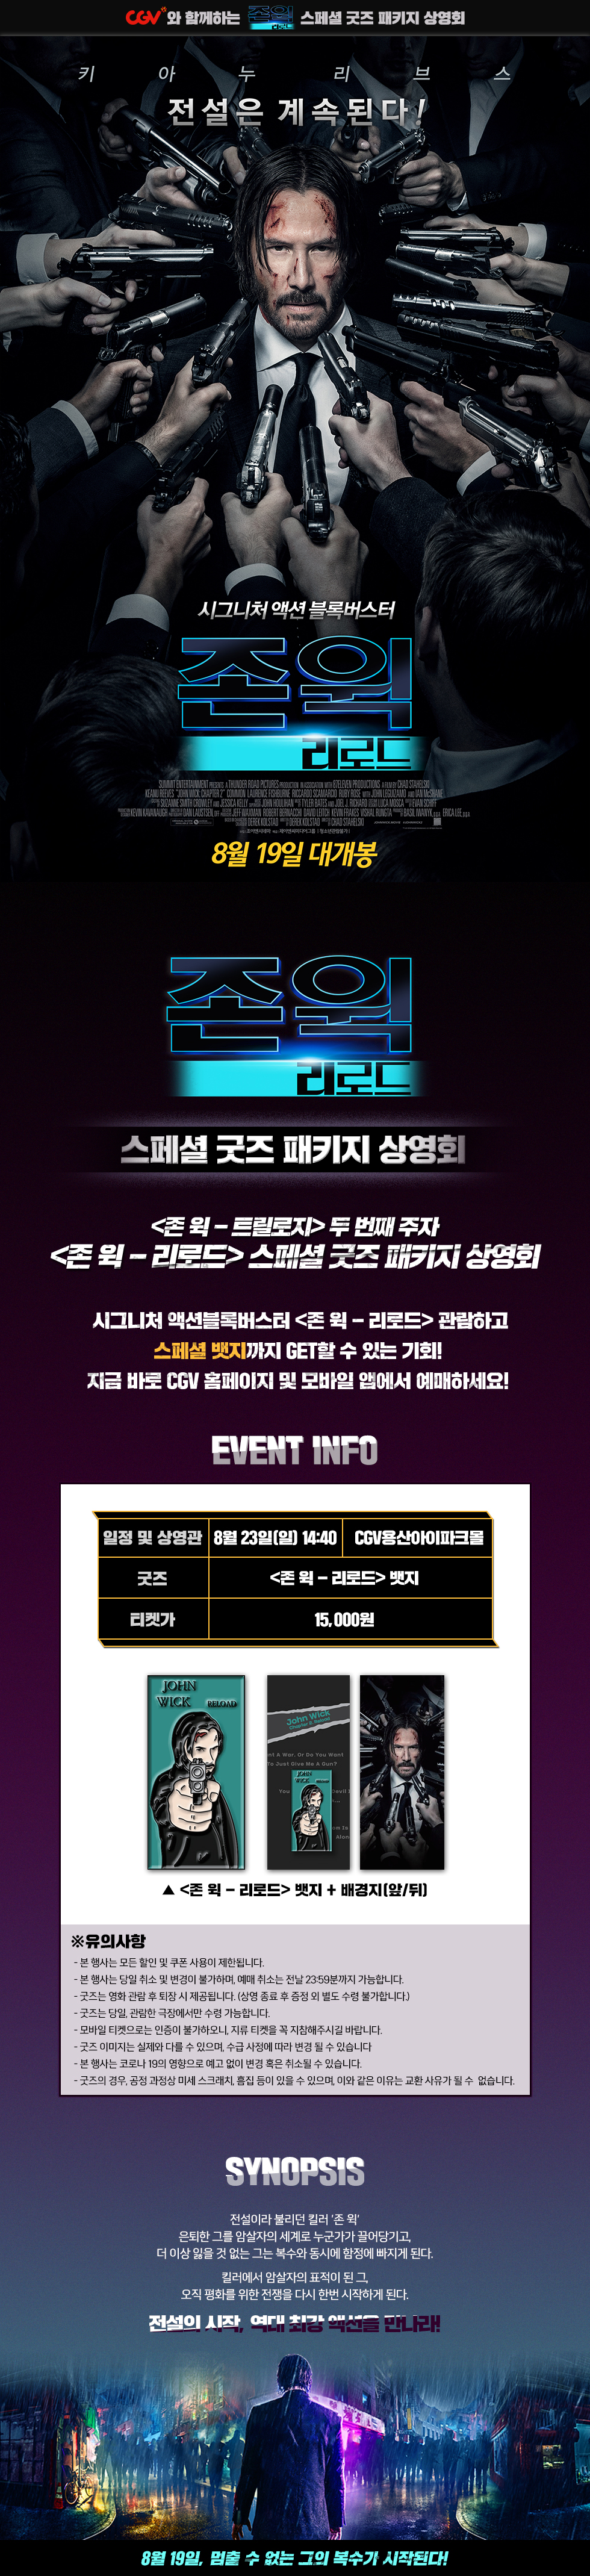 CGV와 함께하는 존윅 리로드 스페셜 굿즈 패키지 상영회
키 아 누 리 브 스
전설은 계속된다!
시그니처 액션 블록버스터
존윅
리로드
8월 19일 대개봉
존윅
리로드
스페셜 굿즈 패키지 상영회
<존 윅 – 트릴로지> 두 번째 주자
<존 윅 – 리로드> 스페셜 굿즈 패키지 상영회
시그니처 액션블록버스터 <존 윅 – 리로드> 관람하고
스페셜 뱃지까지 GET할 수 있는 기회!
지금 바로 CGV 홈페이지 및 모바일 앱에서 예매하세요!
EVENT INFO
일정 및 상영관 8월 23일(일) 14:40 CGV용산아이파크몰
굿즈 <존 윅 – 리로드> 뱃지
티켓가 15,000원
JOHN
WICK RELOAD
John Wick
Chapter 2: Reload
nt A War, Or Do You Want
To Just Give Me A Gun?
JOHN
WICK
▲ <존 윅 – 리로드> 뱃지 + 배경지(앞/뒤)
※유의사항
- 본 행사는 모든 할인 및 쿠폰 사용이 제한됩니다.
- 본 행사는 당일 취소 및 변경이 불가하며, 예매 취소는 전날 23:59분까지 가능합니다.
- 굿즈는 영화 관람 후 퇴장 시 제공됩니다. (상영 종료 후 증정 외 별도 수령 불가합니다.)
- 굿즈는 당일, 관람한 극장에서만 수령 가능합니다.
- 모바일 티켓으로는 인증이 불가하오니, 지류 티켓을 꼭 지참해주시길 바랍니다.
- 굿즈 이미지는 실제와 다를 수 있으며, 수급 사정에 따라 변경 될 수 있습니다
- 본 행사는 코로나 19의 영향으로 예고 없이 변경 혹은 취소될 수 있습니다.
- 굿즈의 경우, 공정 과정상 미세 스크래치, 흠집 등이 있을 수 있으며, 이와 같은 이유는 교환 사유가 될 수 없습니다.
SYNOPSIS
전설이라 불리던 킬러 '존 윅'
은퇴한 그를 암살자의 세계로 누군가가 끌어당기고,
더 이상 잃을 것 없는 그는 복수와 동시에 함정에 빠지게 된다.
킬러에서 암살자의 표적이 된 그,
오직 평화를 위한 전쟁을 다시 한번 시작하게 된다.
전설의 시작, 역대 최강 액션을 만나라!
8월 19일, 멈출 수 없는 그의 복수가 시작된다!